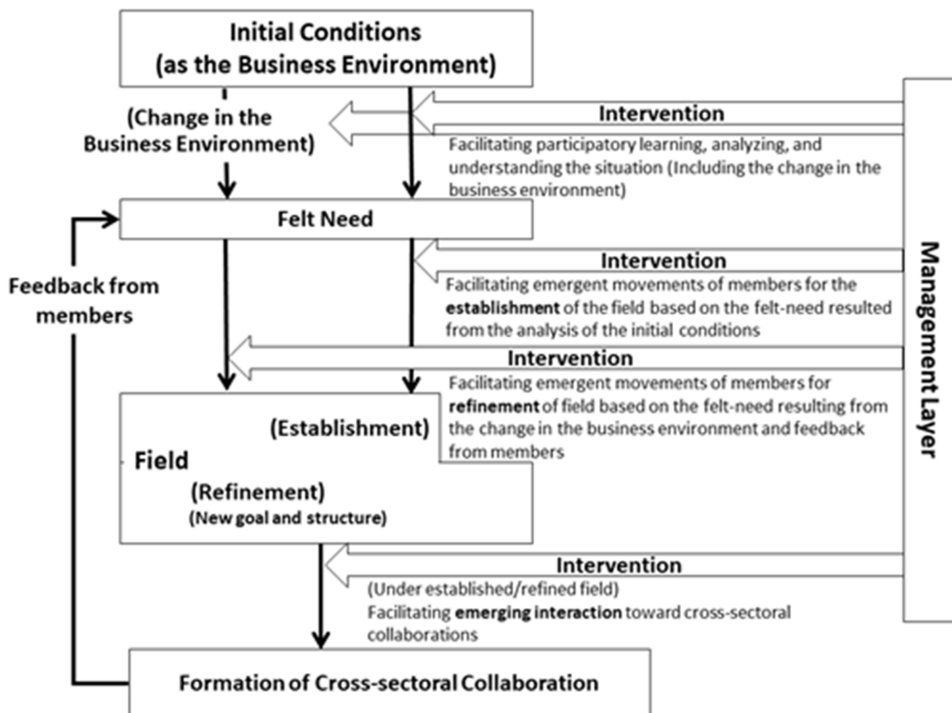 Initial Conditions
(as the Business Environment)
(Change in the
Business Environment)
Intervention
Facilitating participatory learning, analyzing, and
understanding the situation (Including the change in the
business environment)
Felt Need
Intervention
Facilitating emergent movements of members for the
establishment of the field based on the felt-need resulted
from the analysis of the initial conditions
Feedback from
members
Intervention
Facilitating emergent movements of members for
refinement of field based on the felt-need resulting from
the change in the business environment and feedback
from members
(Establishment)
Field
(Refinement)
(New goal and structure)
Intervention
(Under established/refined field)
Facilitating emerging interaction toward cross-sectoral
collaborations
Formation of Cross-sectoral Collaboration
Management Layer